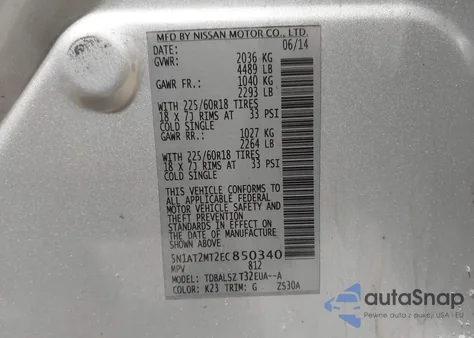 MFD BY NISSAN MOTOR CO., LTD.
DATE: 06/14
GVWR: 2036 KG
4489 LB
GAWR FR.: 1040 KG
2293 LB
WITH 225/60R18 TIRES
18 X 7J RIMS AT 33 PSI
COLD SINGLE
GAWR RR.: 1027 KG
2264 LB
WITH 225/60R18 TIRES
18 X 7J RIMS AT 33 PSI
COLD SINGLE
THIS VEHICLE CONFORMS TO
ALL APPLICABLE FEDERAL
MOTOR VEHICLE SAFETY AND
THEFT PREVENTION
STANDARDS IN EFFECT ON
THE DATE OF MANUFACTURE
SHOWN ABOVE.
5N1AT2MT2EC850340
MPV 812
MODEL: TDBALSZ T32EUA--A
COLOR: K23 TRIM: G ZS30A
autoSnap
Pewne auta z USA i Kanady